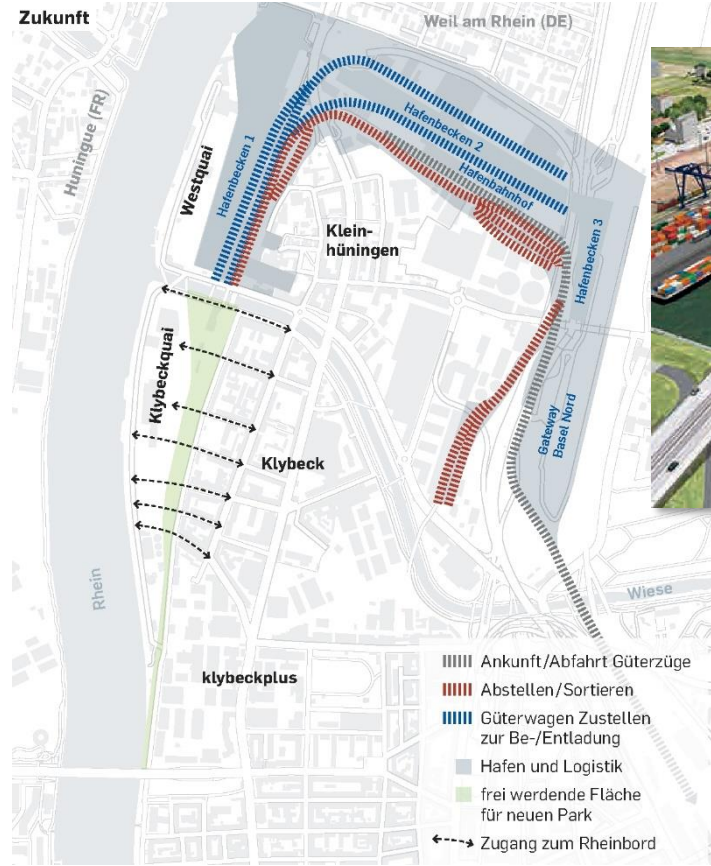 Zukunft
Weil am Rhein (DE)
Huningue (FR)
Westquai
Hafenbecken 1
Hafenbecken 2
Hafenbahnhof
Klein-
hüningen
Hafenbecken 3
Klybeckquai
Klybeck
Gateway
Basel Nord
Rhein
Wiese
klybeckplus
Ankunft/Abfahrt Güterzüge
Abstellen/Sortieren
Güterwagen Zustellen
zur Be-/Entladung
Hafen und Logistik
frei werdende Fläche
für neuen Park
Zugang zum Rheinbord